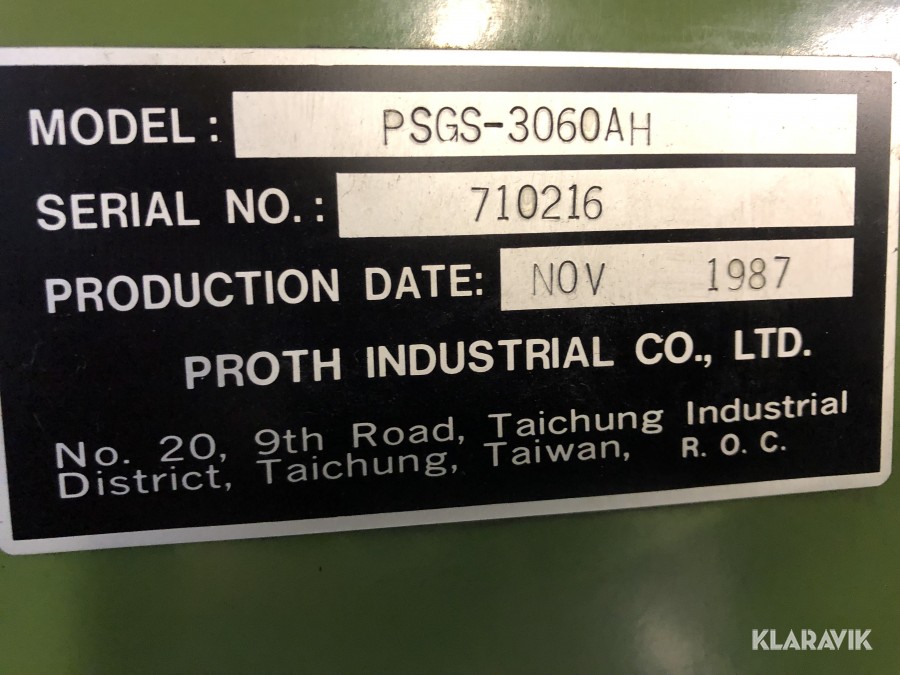 MODEL: PSGS-3060AH
SERIAL NO.: 710216
PRODUCTION DATE: NOV 1987
PROTH INDUSTRIAL CO., LTD.
No. 20, 9th Road, Taichung Industrial
District, Taichung, Taiwan, R. O. C.
KLARAVIK